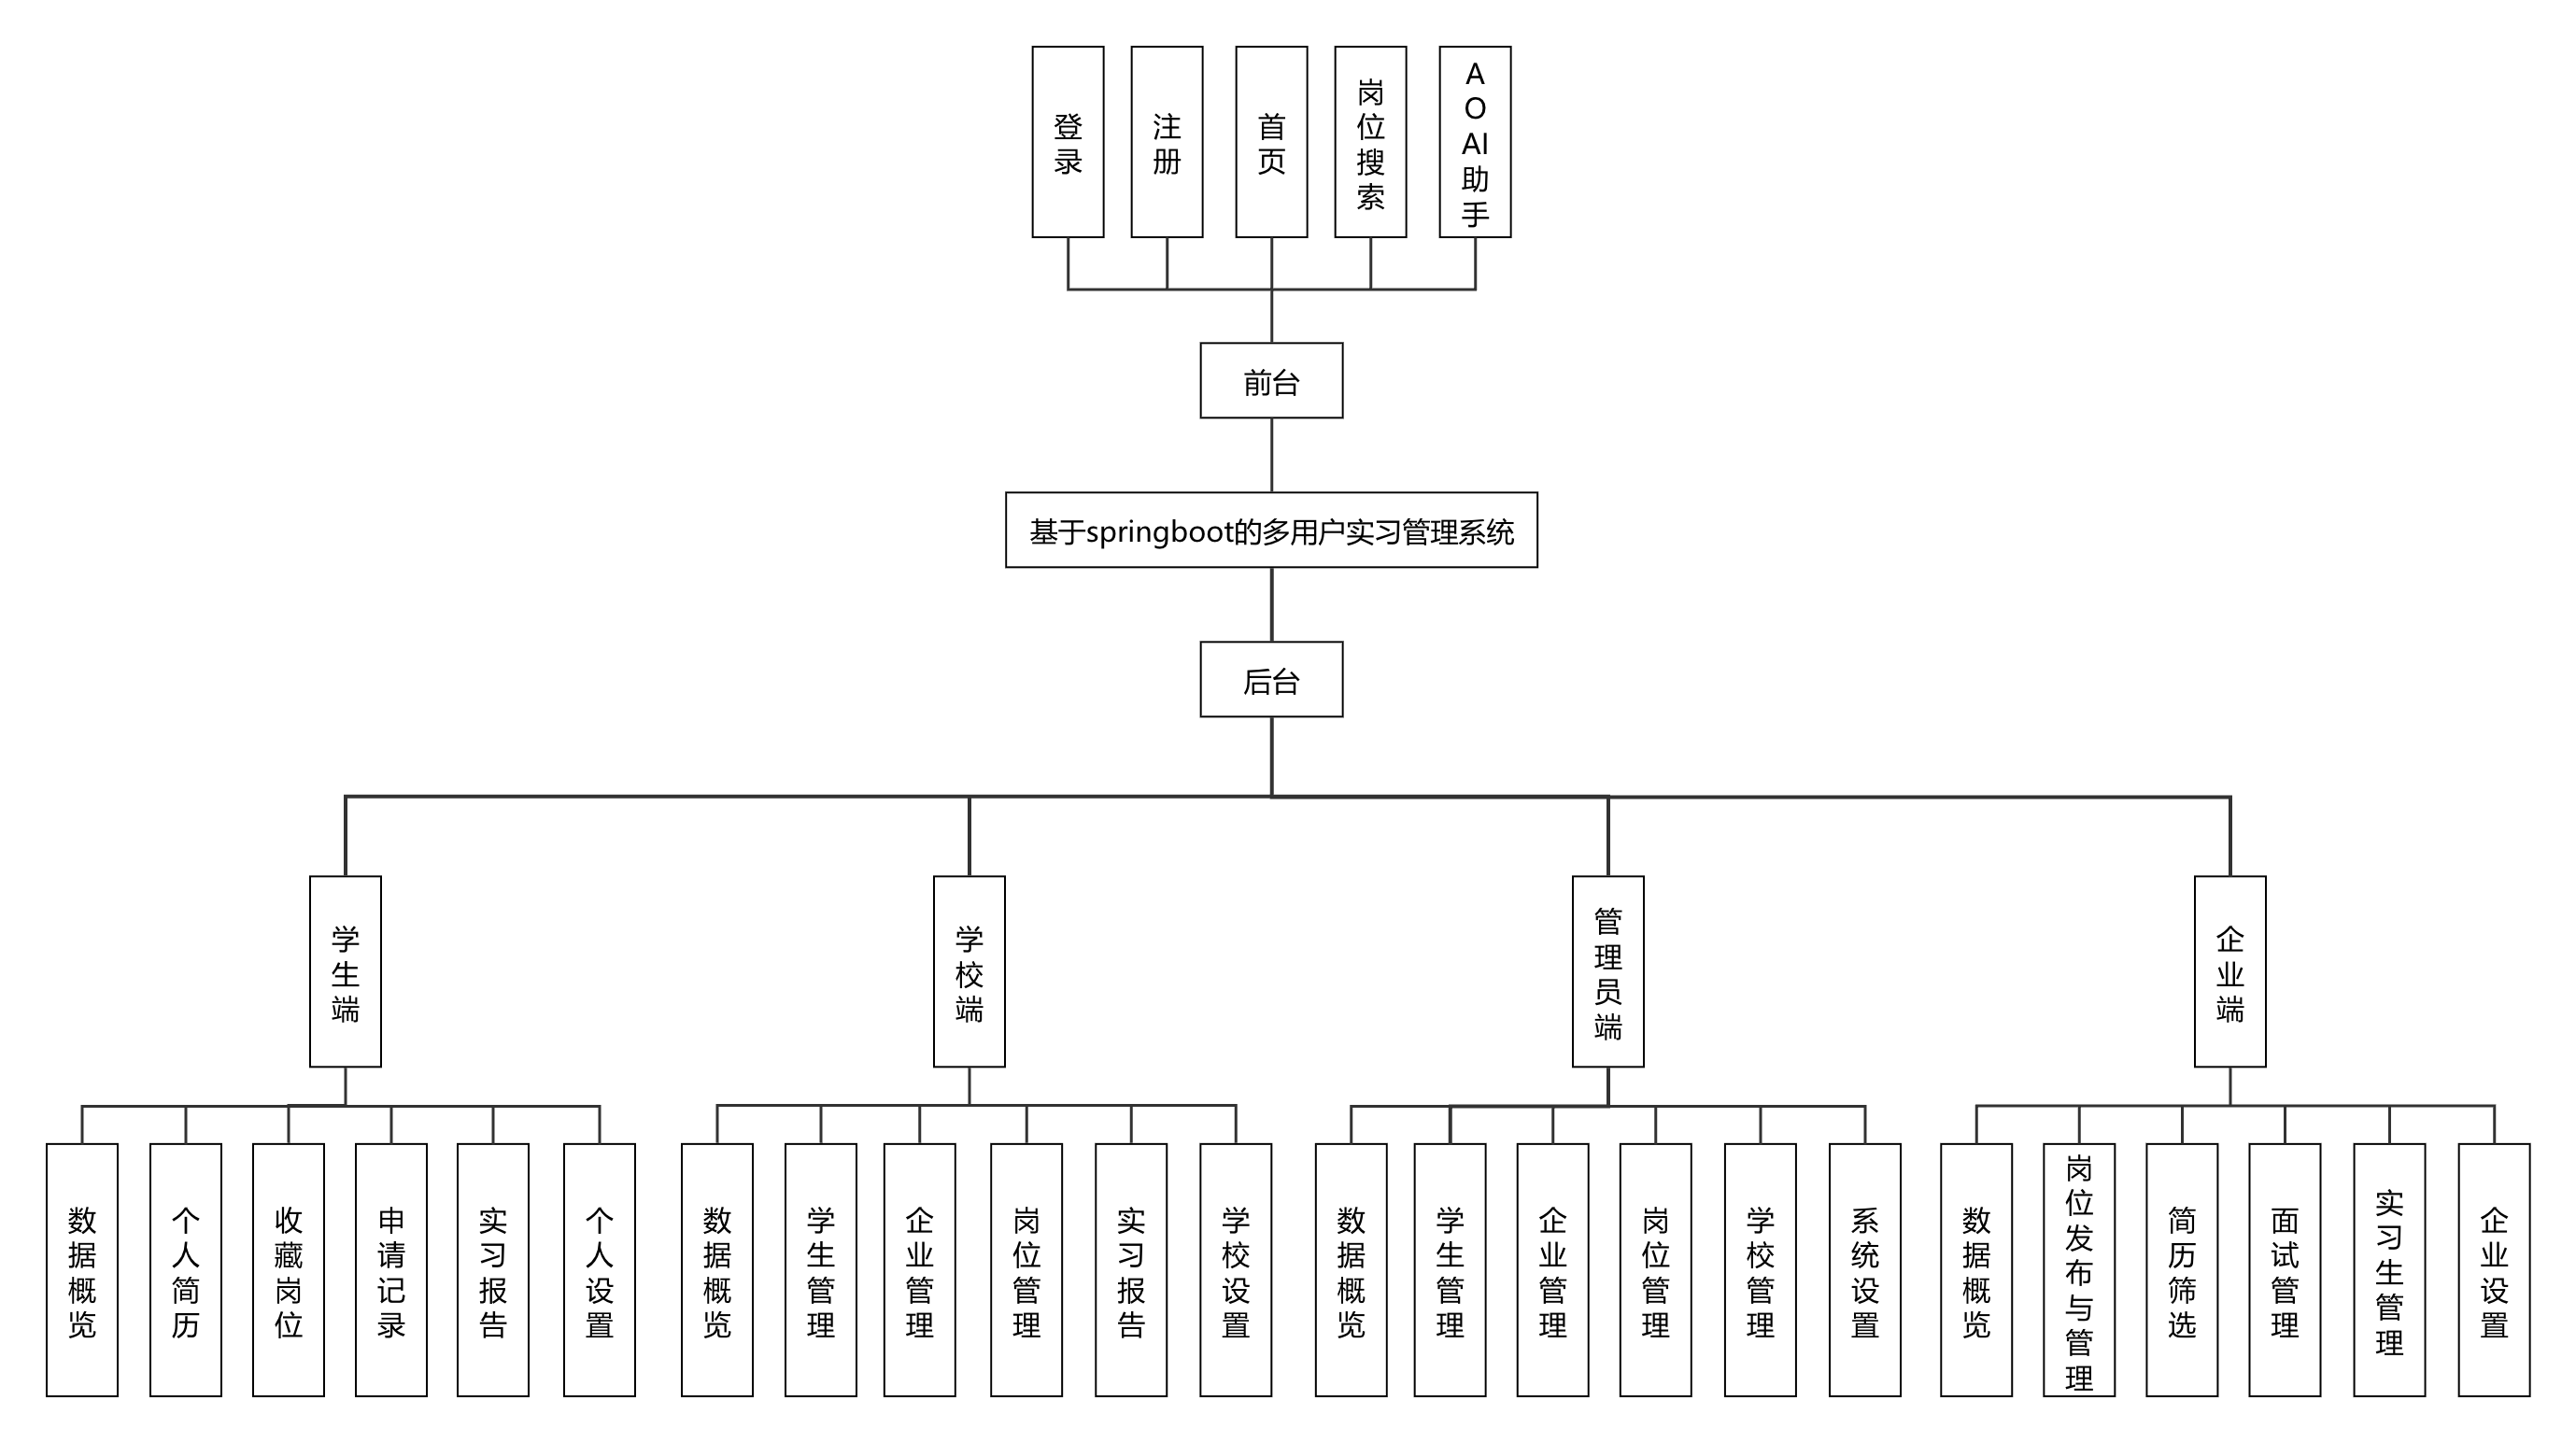 登录
注册
首页
岗位搜索
AOAI助手
前台
基于springboot的多用户实习管理系统
后台
学生端
学校端
管理员端
企业端
数据概览
个人简历
收藏岗位
申请记录
实习报告
个人设置
数据概览
学生管理
企业管理
岗位管理
实习报告
学校设置
数据概览
学生管理
企业管理
岗位管理
学校管理
系统设置
数据概览
岗位发布与管理
简历筛选
面试管理
实习生管理
企业设置